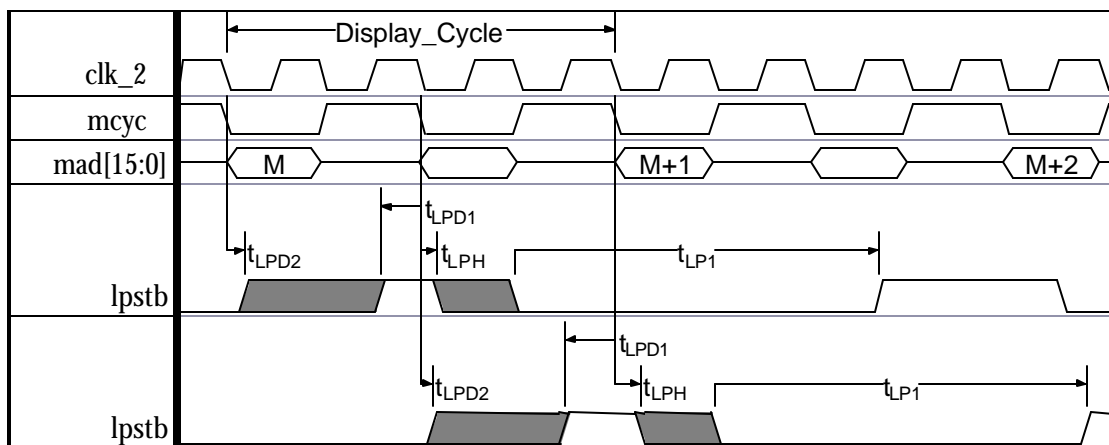 Display_Cycle
clk_2
mcyc
mad[15:0] M M+1 M+2
tLPD1
tLPD2 tLPH tLP1
lpstb
tLPD1
tLPD2 tLPH tLP1
lpstb